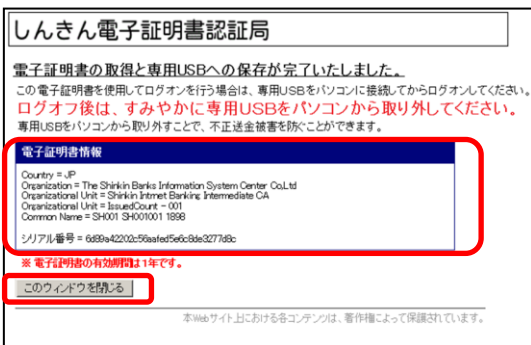 しんきん電子証明書認証局
電子証明書の取得と専用USBへの保存が完了いたしました。
この電子証明書を使用してログオンを行う場合は、専用USBをパソコンに接続してからログオンしてください。
ログオフ後は、すみやかに専用USBをパソコンから取り外してください。
専用USBをパソコンから取り外すことで、不正送金被害を防ぐことができます。
電子証明書情報
Country = JP
Organization = The Shinkin Banks Information System Center Co,Ltd
Organizational Unit = Shinkin Intrnet Banking Intermediate CA
Organizational Unit = IssuedCount - 001
Common Name = SH001 SH001001 1898
シリアル番号 = 6d89a42202c56aafed5e6c8de3277d8c
※ 電子証明書の有効期間は1年です。
このウィンドウを閉じる
本Webサイト上における各コンテンツは、著作権によって保護されています。